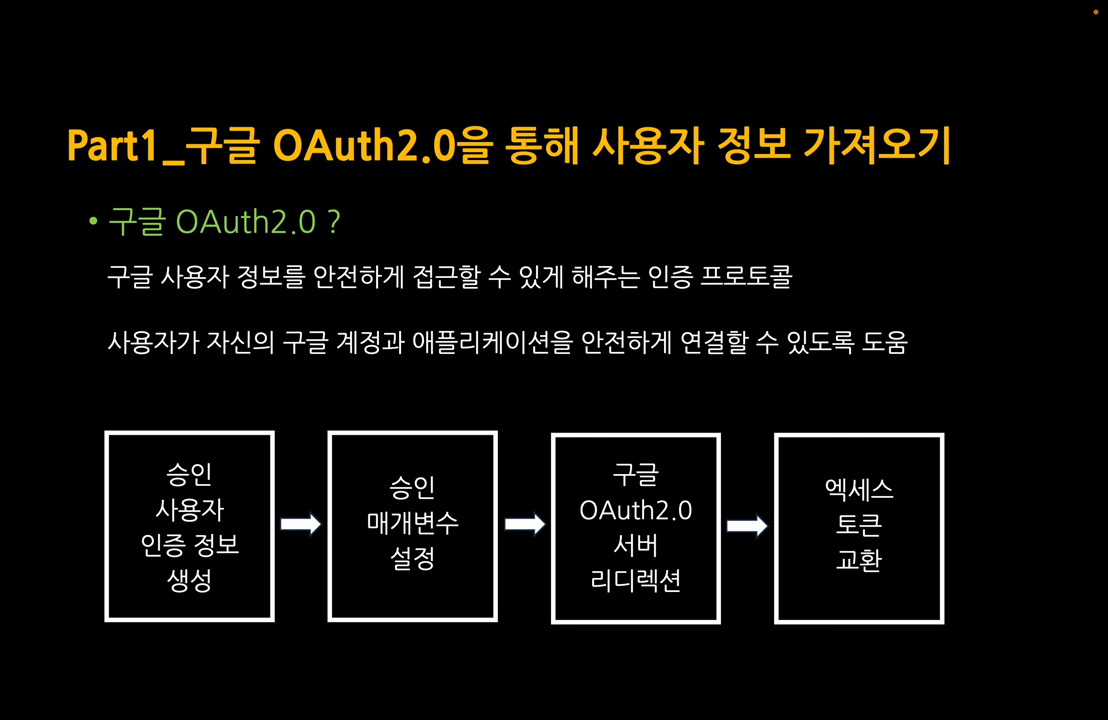 Part1_구글 OAuth2.0을 통해 사용자 정보 가져오기
• 구글 OAuth2.0 ?
구글 사용자 정보를 안전하게 접근할 수 있게 해주는 인증 프로토콜
사용자가 자신의 구글 계정과 애플리케이션을 안전하게 연결할 수 있도록 도움
승인
사용자
인증 정보
생성
승인
매개변수
설정
구글
OAuth2.0
서버
리디렉션
엑세스
토큰
교환